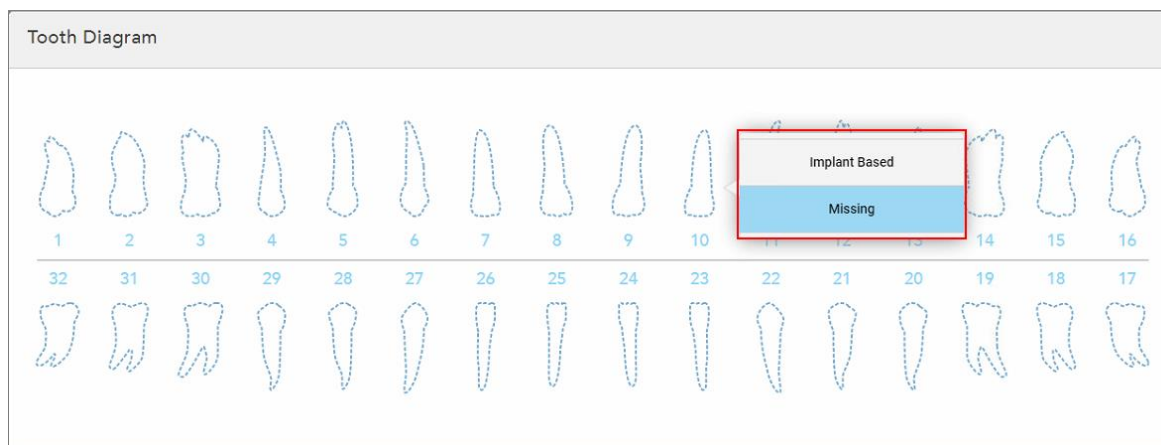 Tooth Diagram
Implant Based
Missing
1 2 3 4 5 6 7 8 9 10 11 12 13 14 15 16
32 31 30 29 28 27 26 25 24 23 22 21 20 19 18 17